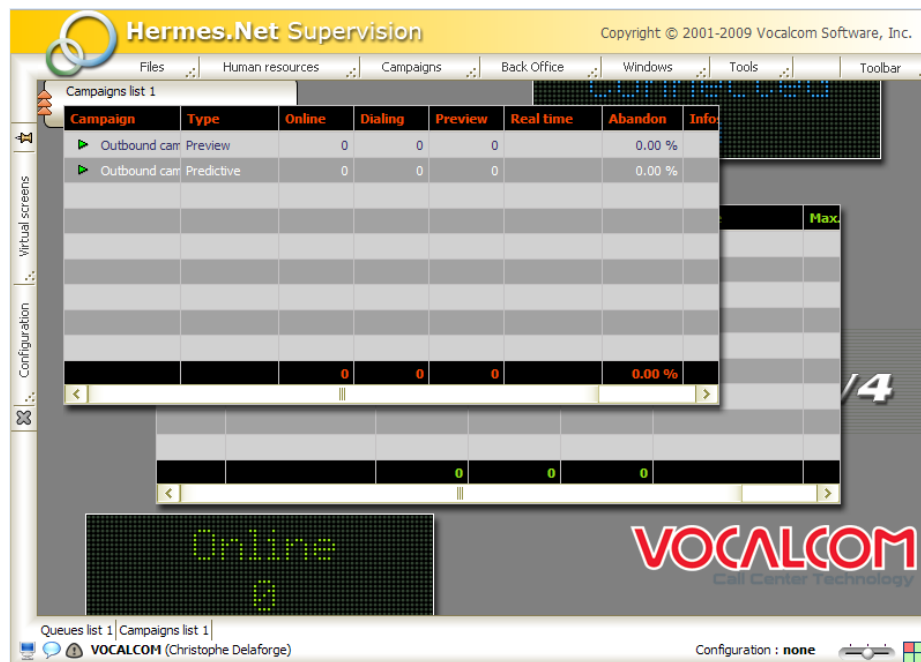 Hermes.Net Supervision
Copyright © 2001-2009 Vocalcom Software, Inc.
Files Human resources Campaigns Back Office Windows Tools Toolbar
Connected
Campaigns list 1
Campaign Type Online Dialing Preview Real time Abandon Infos
Outbound cam Preview 0 0 0 0.00 %
Outbound cam Predictive 0 0 0 0.00 %
Virtual screens
Max.
Configuration
0 0 0 0.00 %
/4
0 0 0
Online
0
VOCALCOM
Call Center Technology
Queues list 1 Campaigns list 1
VOCALCOM (Christophe Delaforge)
Configuration : none